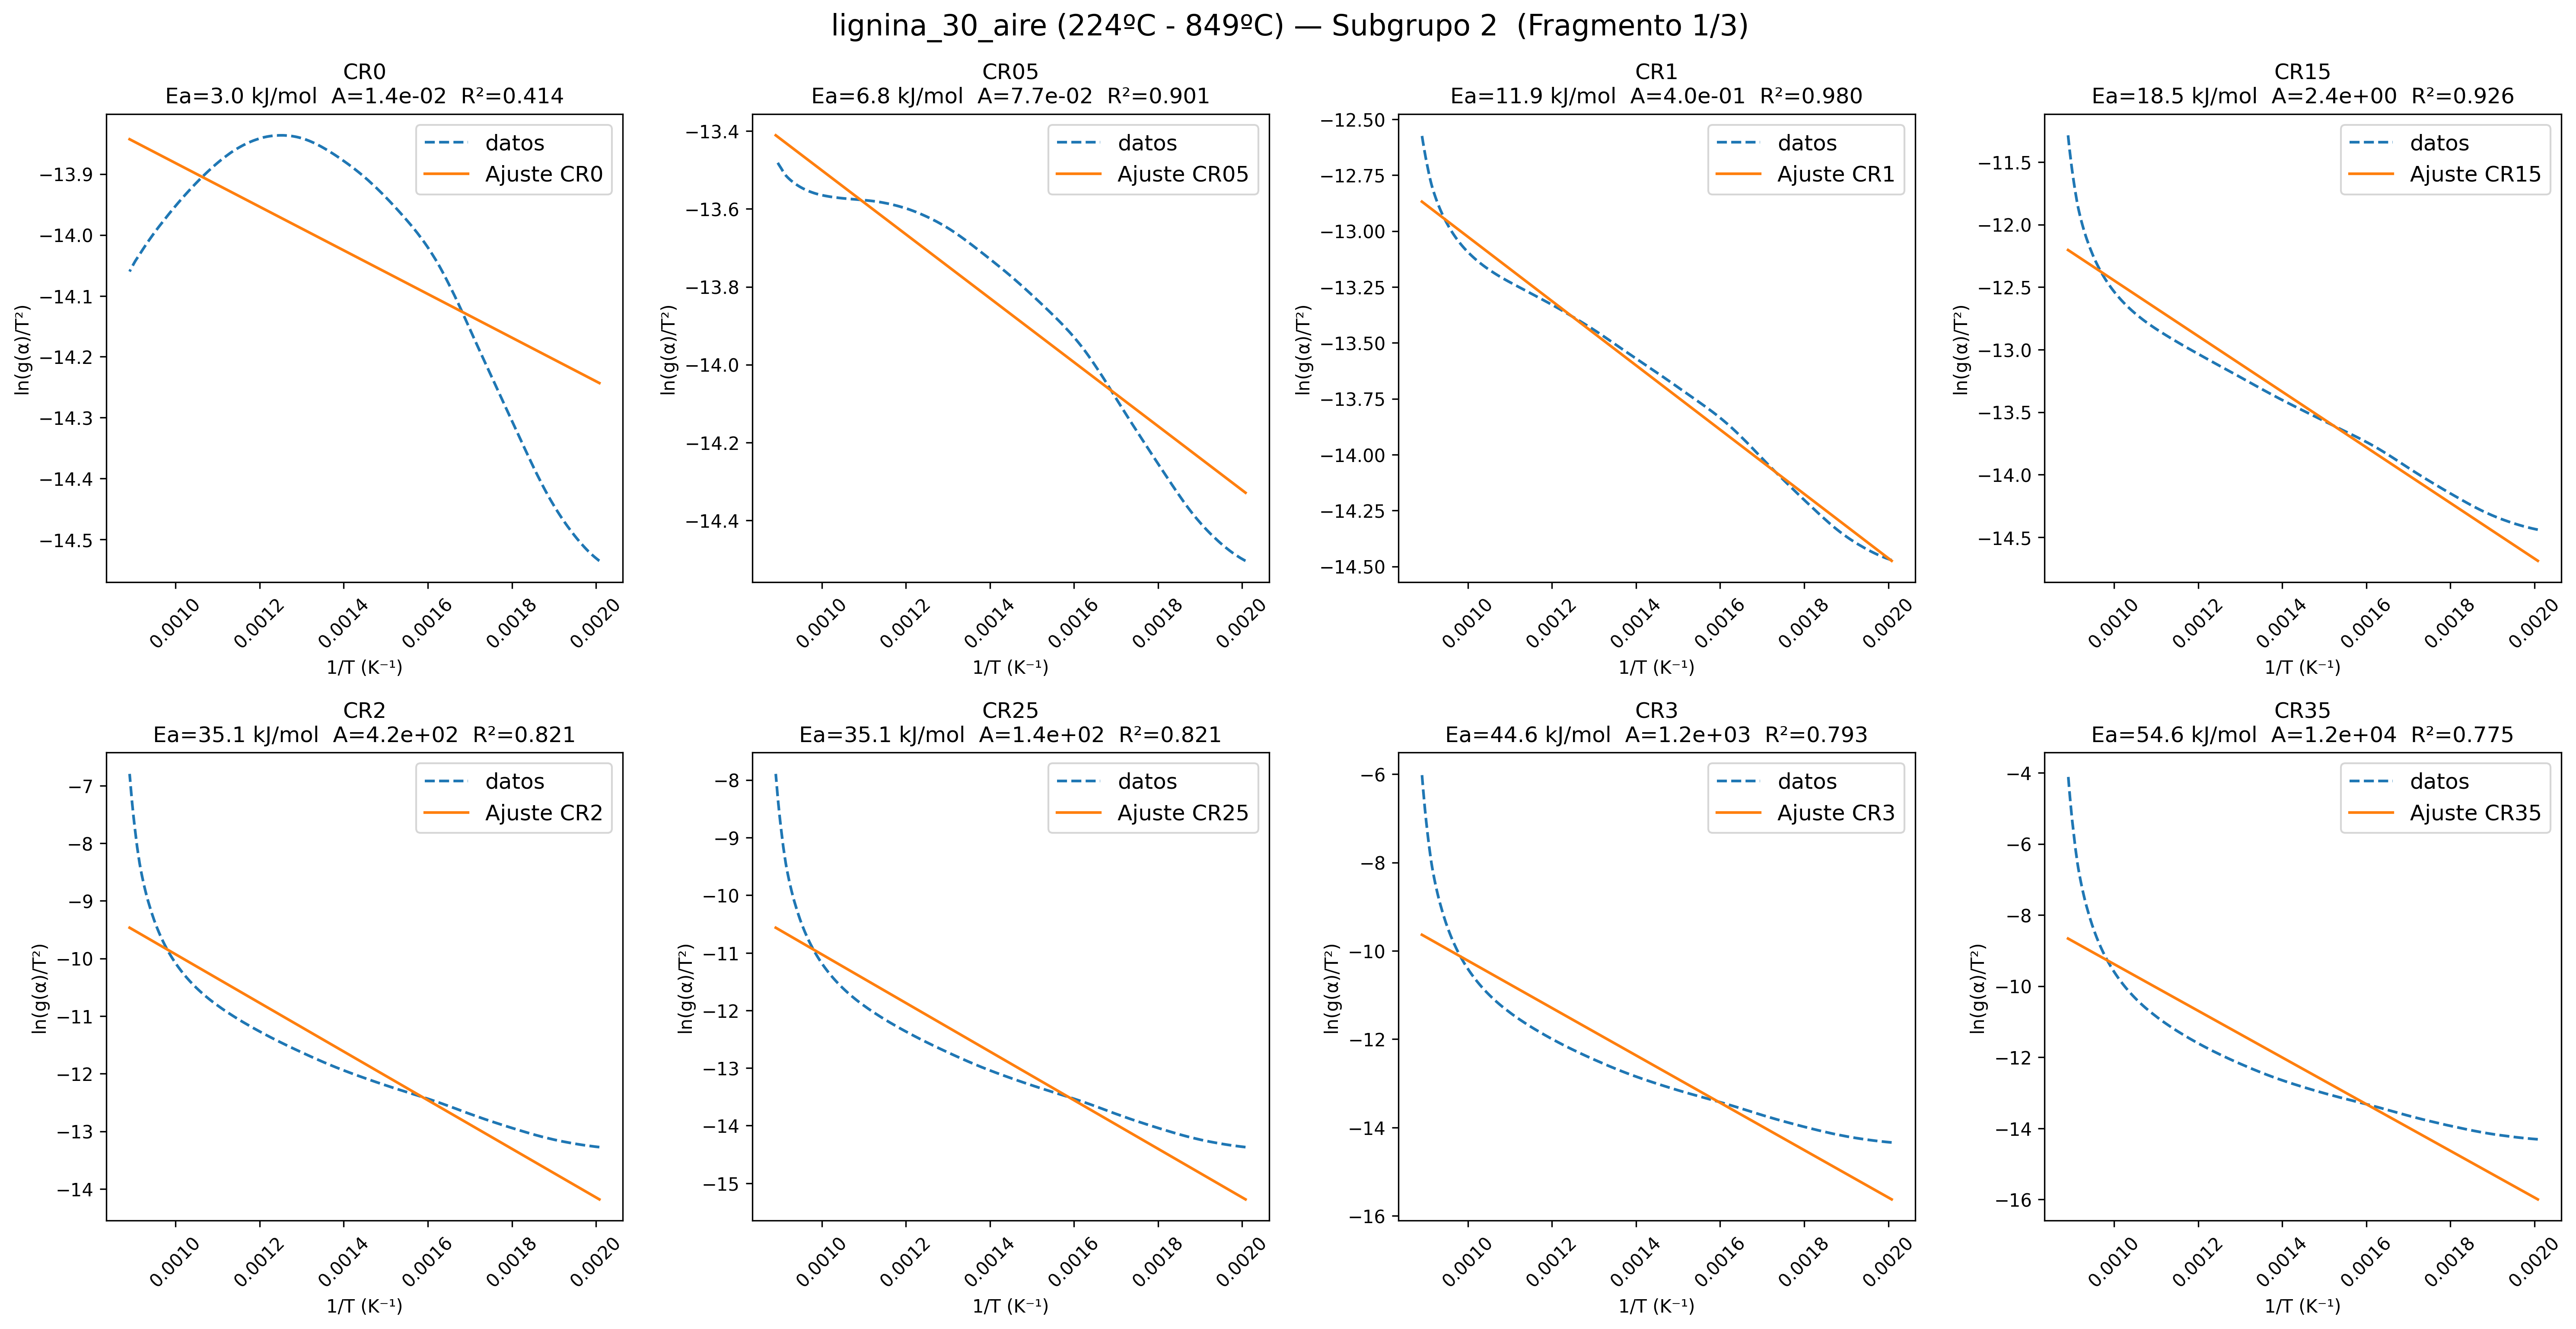 lignina_30_aire (224ºC - 849ºC) — Subgrupo 2  (Fragmento 1/3)
CR0
Ea=3.0 kJ/mol  A=1.4e-02  R²=0.414
datos
Ajuste CR0
−13.9
−14.0
−14.1
−14.2
−14.3
−14.4
−14.5
ln(g(α)/T²)
0.0010
0.0012
0.0014
0.0016
0.0018
0.0020
1/T (K⁻¹)
CR05
Ea=6.8 kJ/mol  A=7.7e-02  R²=0.901
datos
Ajuste CR05
−13.4
−13.6
−13.8
−14.0
−14.2
−14.4
ln(g(α)/T²)
0.0010
0.0012
0.0014
0.0016
0.0018
0.0020
1/T (K⁻¹)
CR1
Ea=11.9 kJ/mol  A=4.0e-01  R²=0.980
datos
Ajuste CR1
−12.50
−12.75
−13.00
−13.25
−13.50
−13.75
−14.00
−14.25
−14.50
ln(g(α)/T²)
0.0010
0.0012
0.0014
0.0016
0.0018
0.0020
1/T (K⁻¹)
CR15
Ea=18.5 kJ/mol  A=2.4e+00  R²=0.926
datos
Ajuste CR15
−11.5
−12.0
−12.5
−13.0
−13.5
−14.0
−14.5
ln(g(α)/T²)
0.0010
0.0012
0.0014
0.0016
0.0018
0.0020
1/T (K⁻¹)
CR2
Ea=35.1 kJ/mol  A=4.2e+02  R²=0.821
datos
Ajuste CR2
−7
−8
−9
−10
−11
−12
−13
−14
ln(g(α)/T²)
0.0010
0.0012
0.0014
0.0016
0.0018
0.0020
1/T (K⁻¹)
CR25
Ea=35.1 kJ/mol  A=1.4e+02  R²=0.821
datos
Ajuste CR25
−8
−9
−10
−11
−12
−13
−14
−15
ln(g(α)/T²)
0.0010
0.0012
0.0014
0.0016
0.0018
0.0020
1/T (K⁻¹)
CR3
Ea=44.6 kJ/mol  A=1.2e+03  R²=0.793
datos
Ajuste CR3
−6
−8
−10
−12
−14
−16
ln(g(α)/T²)
0.0010
0.0012
0.0014
0.0016
0.0018
0.0020
1/T (K⁻¹)
CR35
Ea=54.6 kJ/mol  A=1.2e+04  R²=0.775
datos
Ajuste CR35
−4
−6
−8
−10
−12
−14
−16
ln(g(α)/T²)
0.0010
0.0012
0.0014
0.0016
0.0018
0.0020
1/T (K⁻¹)